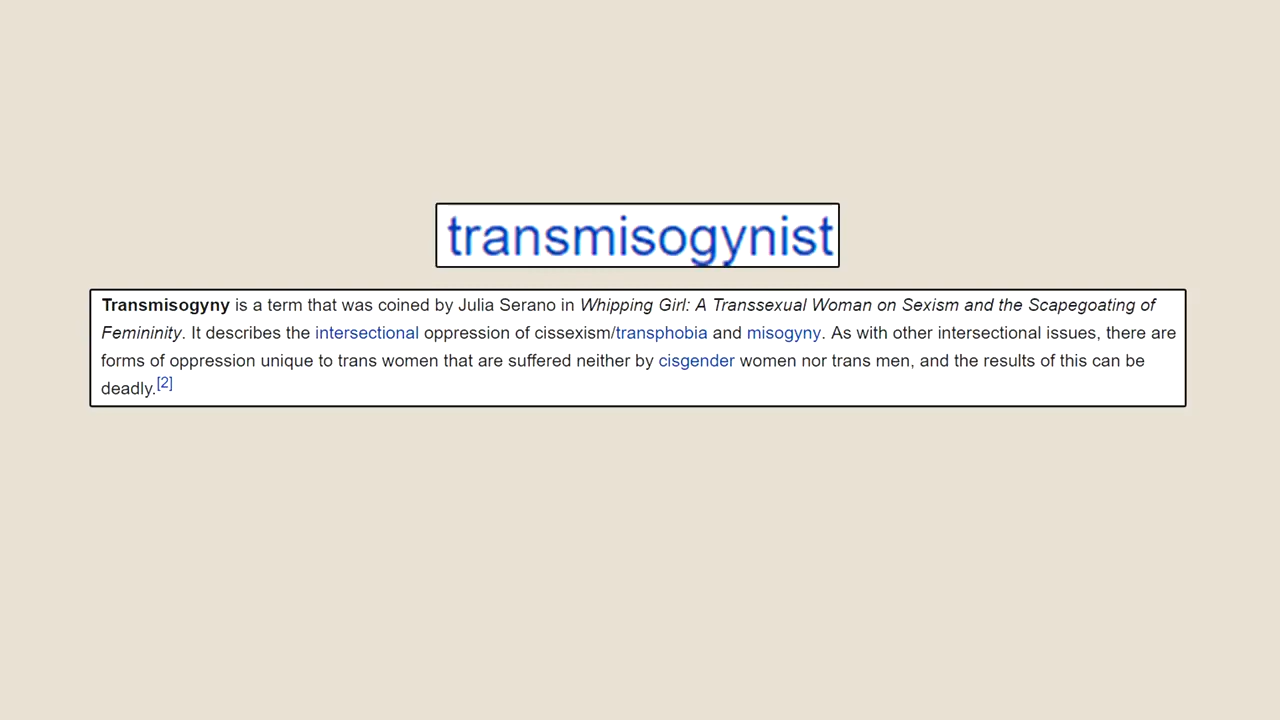 transmisogynist
Transmisogyny is a term that was coined by Julia Serano in Whipping Girl: A Transsexual Woman on Sexism and the Scapegoating of
Femininity. It describes the intersectional oppression of cissexism/transphobia and misogyny. As with other intersectional issues, there are
forms of oppression unique to trans women that are suffered neither by cisgender women nor trans men, and the results of this can be
deadly.[2]